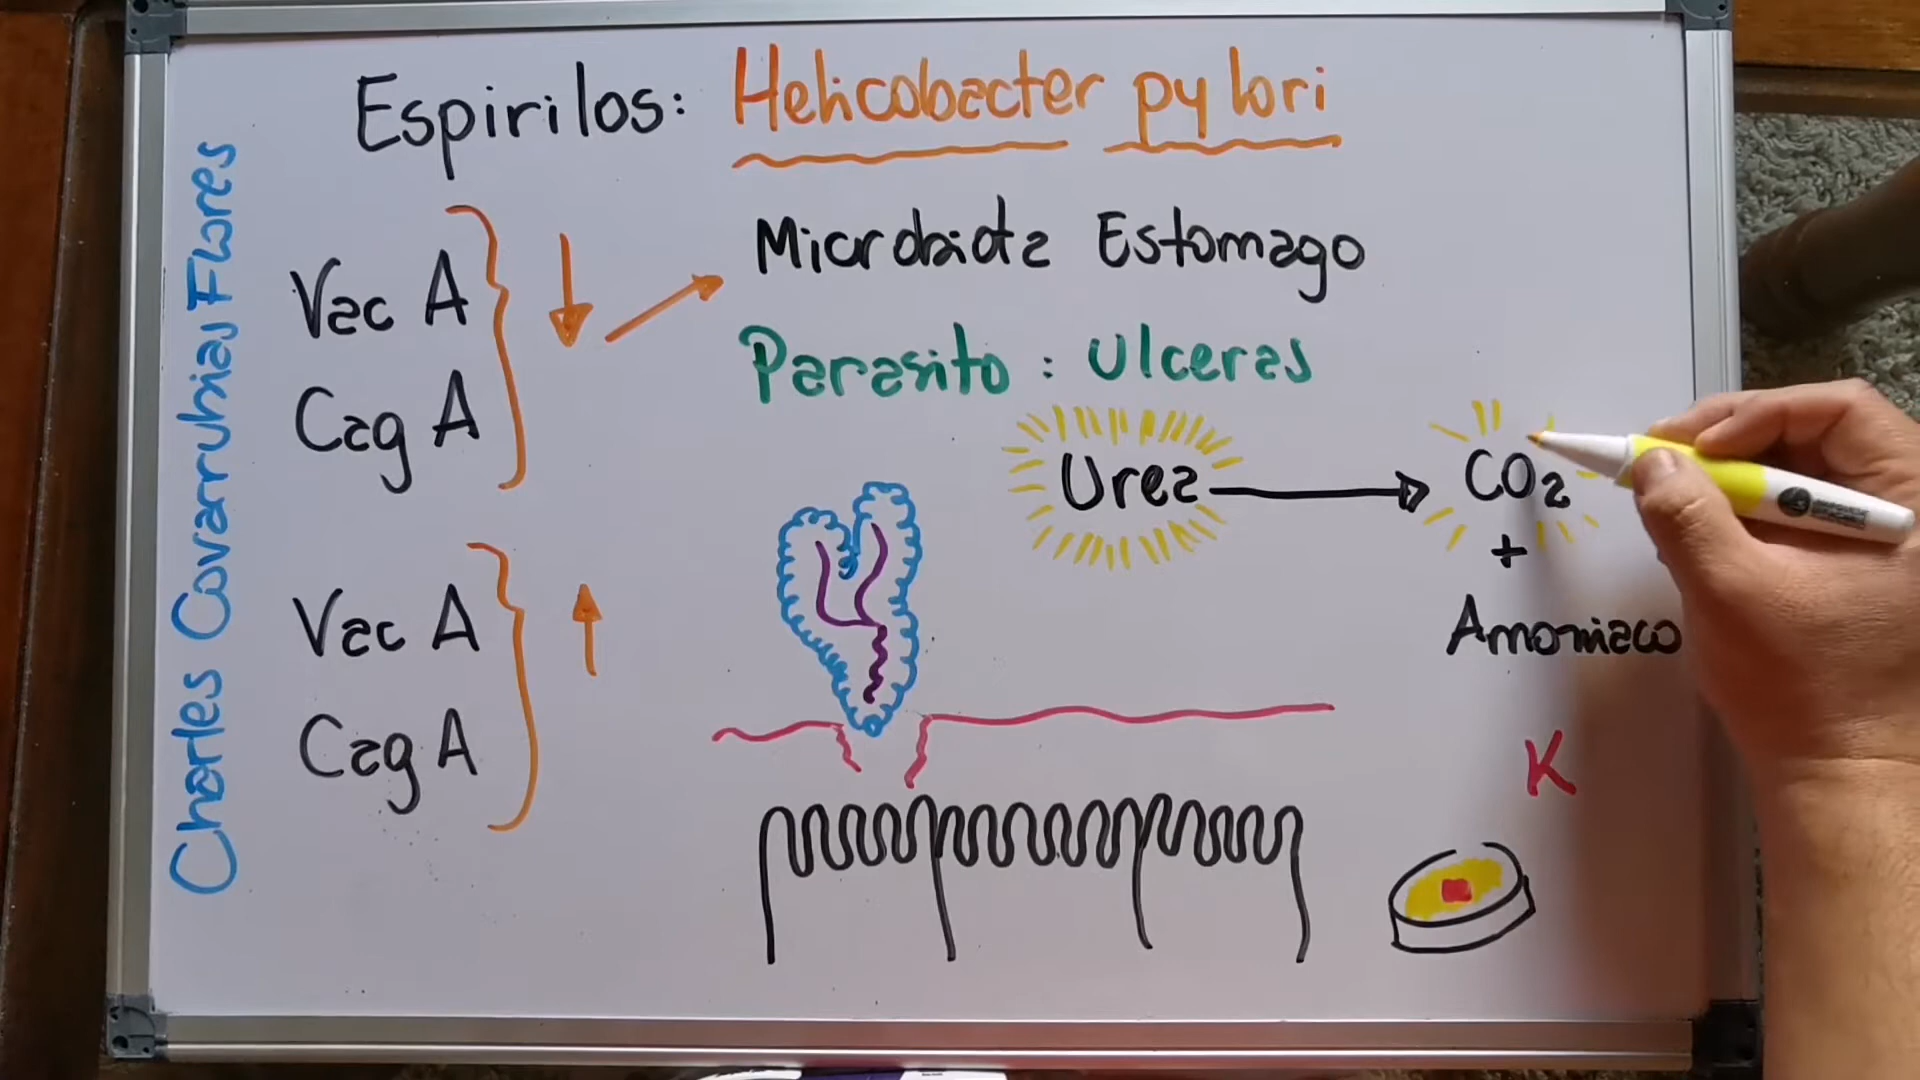 Espirilos: Helicobacter pylori
Charles Covarrubias Flores
Vac A
Cag A
Microbiota Estomago
Parasito : Ulceras
Urea
CO2
+
Amoniaco
Vac A
Cag A
K